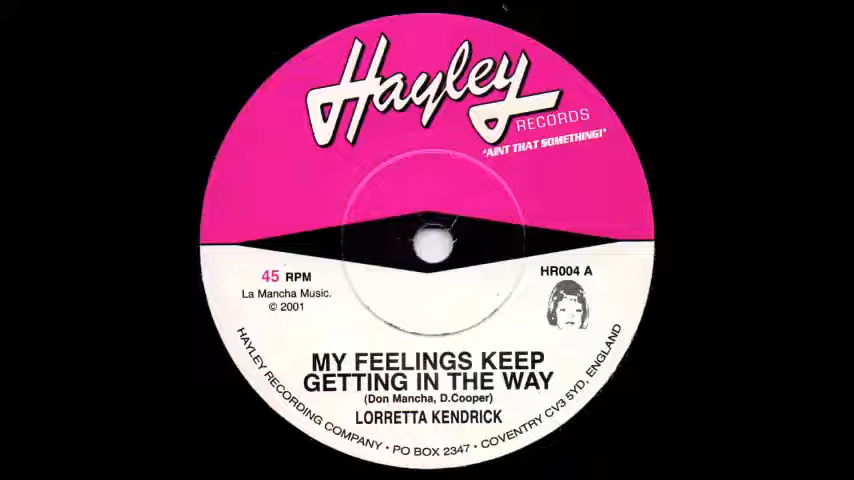 Hayley
RECORDS
"AINT THAT SOMETHING!"
45 RPM
La Mancha Music.
© 2001
HR004 A
MY FEELINGS KEEP
GETTING IN THE WAY
(Don Mancha, D.Cooper)
LORRETTA KENDRICK
HAYLEY RECORDING COMPANY • PO BOX 2347 • COVENTRY CV3 5YD, ENGLAND